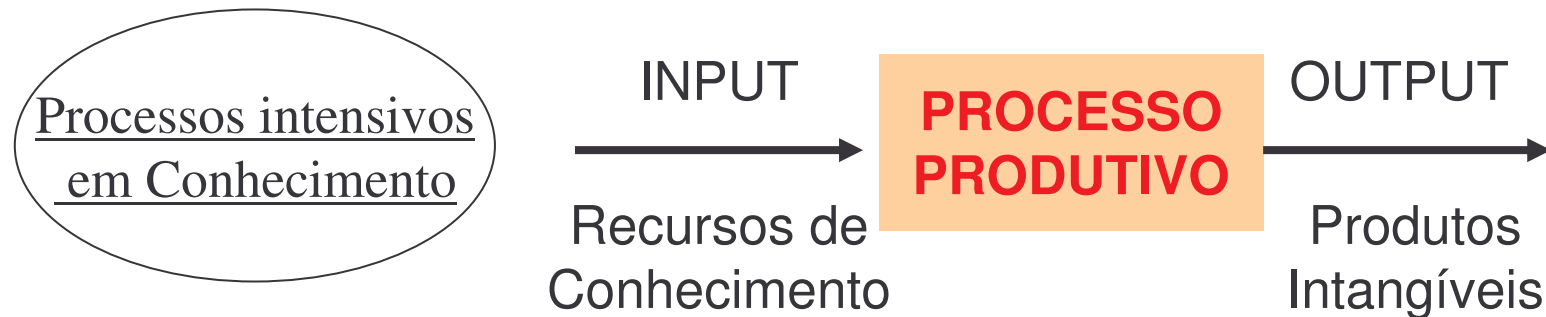 Processos intensivos
em Conhecimento
INPUT
Recursos de
Conhecimento
PROCESSO
PRODUTIVO
OUTPUT
Produtos
Intangíveis